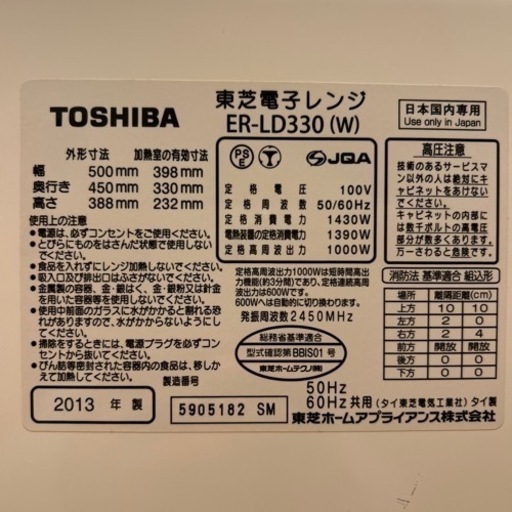 TOSHIBA
東芝電子レンジ
ER-LD330 (W)
日本国内専用
Use only in Japan
外形寸法 加熱室の有効寸法
幅 500mm 398mm
奥行き 450mm 330mm
高さ 388mm 232mm
PSE
JQA
定格電圧 100V
定格周波数 50/60Hz
定格消費電力 1430W
電熱装置の定格消費電力 1390W
定格高周波出力 1000W
定格高周波出力1000Wは短時間高出
力機能(約3分間)であり、定格連続高周
波出力は600Wです。
600Wへは自動的に切り換わります。
発振周波数2450MHz
高圧注意
技術のあるサービスマ
ン以外の人は絶対に
キャビネットをあけない
でください。
キャビネットの内部に
は数千ボルトの高電圧
部分が数多くあります。
万一さわると危険です。
使用上の注意
●電源は、必ずコンセントをご使用ください。
●とびらにものをはさんだ状態で使用し
ないでください。
●食品を入れずにレンジ加熱しないでください。
●吸入口及び排出口はふさがないでください。
●金属製の容器、金・銀はく、金・銀粉又は針金
を用いた容器等を使用しないでください。
●使用中前面のガラスに水がかかると割れる恐
れがありますので、水がかからないようにして
ください。
●掃除をするときには、電源プラグを必ずコンセ
ントから抜いてください。
●びん詰等密封された容器内の食品は、移しか
えて加熱してください。
消防法 基準適合 組込形
場所 離隔距離(cm)
上方 10 10
左方 2 0
右方 2 4
前方 開放 開放
後方 0 0
下方 0 0
総務省基準適合
型式確認第BBIS01号
東芝ホームテクノ(株)
製造番号
2013 年製
5905182 SM
50Hz
60Hz 共用 (タイ東芝電気工業社) タイ製
東芝ホームアプライアンス株式会社